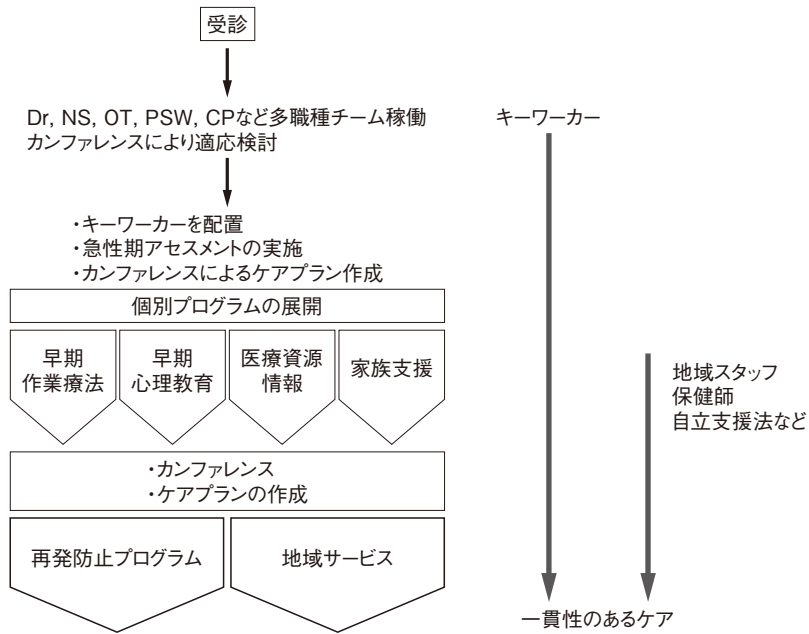 受診
Dr, NS, OT, PSW, CPなど多職種チーム稼働
カンファレンスにより適応検討
キーワーカー
・キーワーカーを配置
・急性期アセスメントの実施
・カンファレンスによるケアプラン作成
個別プログラムの展開
早期
作業療法
早期
心理教育
医療資源
情報
家族支援
地域スタッフ
保健師
自立支援法など
・カンファレンス
・ケアプランの作成
再発防止プログラム
地域サービス
一貫性のあるケア